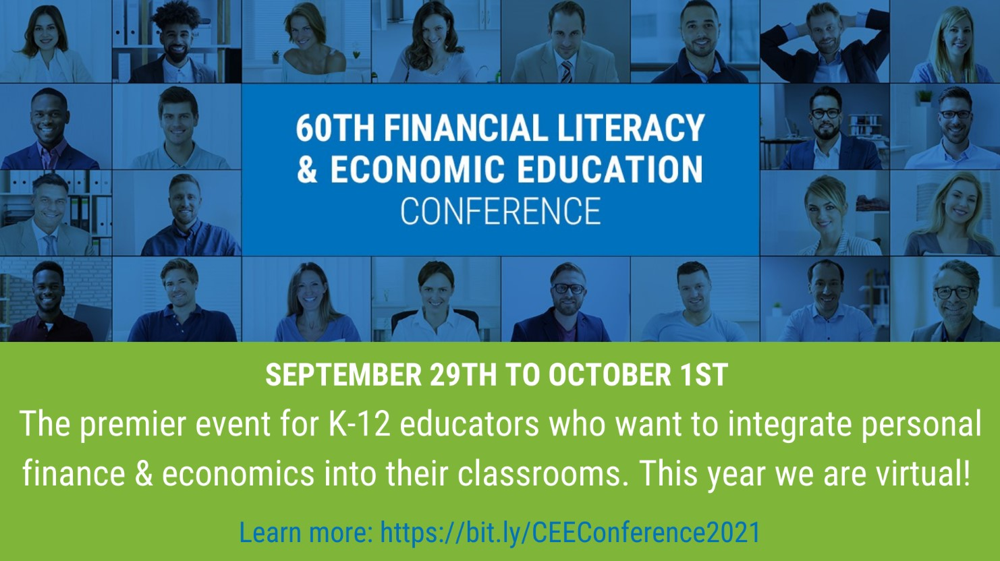 60TH FINANCIAL LITERACY
& ECONOMIC EDUCATION
CONFERENCE
SEPTEMBER 29TH TO OCTOBER 1ST
The premier event for K-12 educators who want to integrate personal
finance & economics into their classrooms. This year we are virtual!
Learn more: https://bit.ly/CEEConference2021